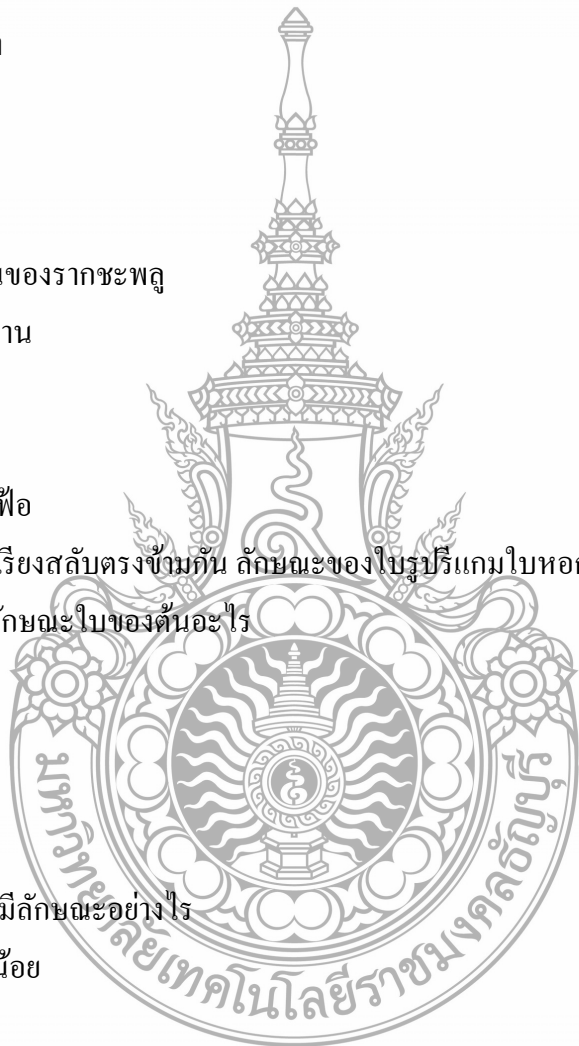 ของรากชะพลู
าน
ฟ้อ
เรียงสลับตรงข้ามกัน ลักษณะของใบรูปรีแกมใบหอก
ลักษณะใบของต้นอะไร
มีลักษณะอย่างไร
น้อย
มหาวิทยาลัยเทคโนโลยีราชมงคลธัญบุรี